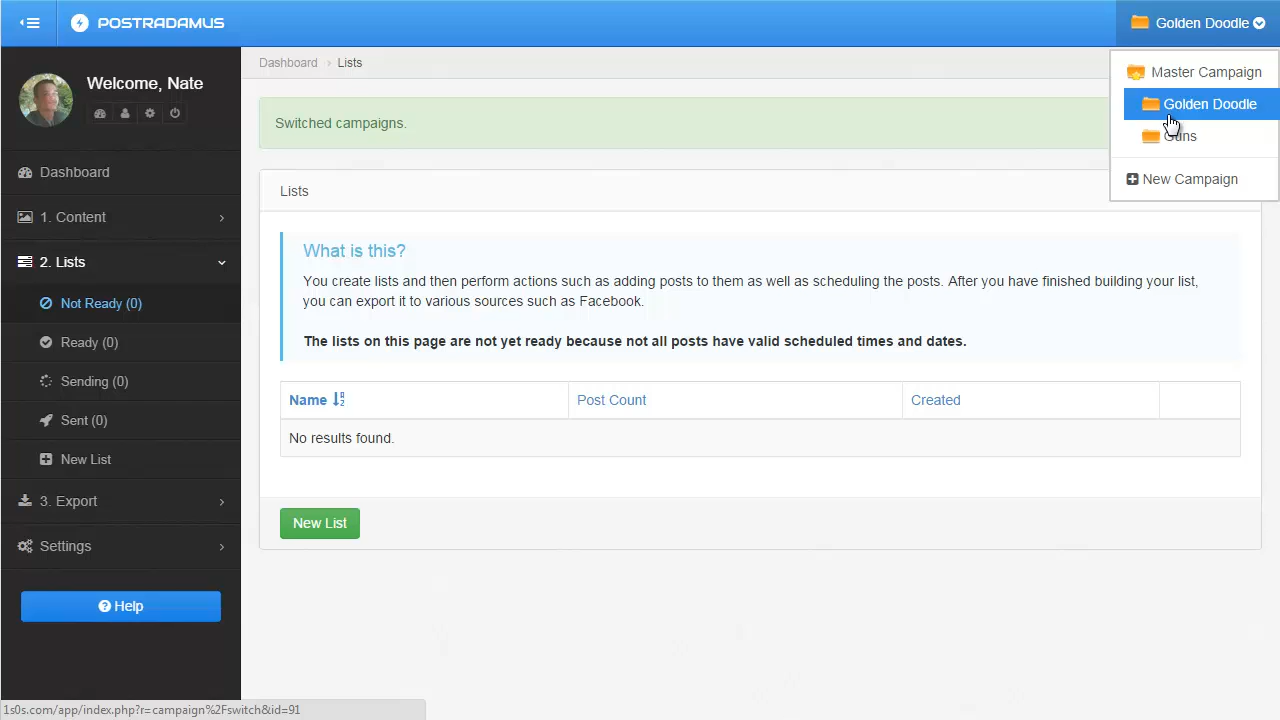 POSTRADAMUS
Golden Doodle
Welcome, Nate
Dashboard
1. Content
2. Lists
Not Ready (0)
Ready (0)
Sending (0)
Sent (0)
New List
3. Export
Settings
Help
Dashboard › Lists
Switched campaigns.
Master Campaign
Golden Doodle
Guns
New Campaign
Lists
What is this?
You create lists and then perform actions such as adding posts to them as well as scheduling the posts. After you have finished building your list,
you can export it to various sources such as Facebook.
The lists on this page are not yet ready because not all posts have valid scheduled times and dates.
Name Post Count Created
No results found.
New List
1s0s.com/app/index.php?r=campaign%2Fswitch&id=91